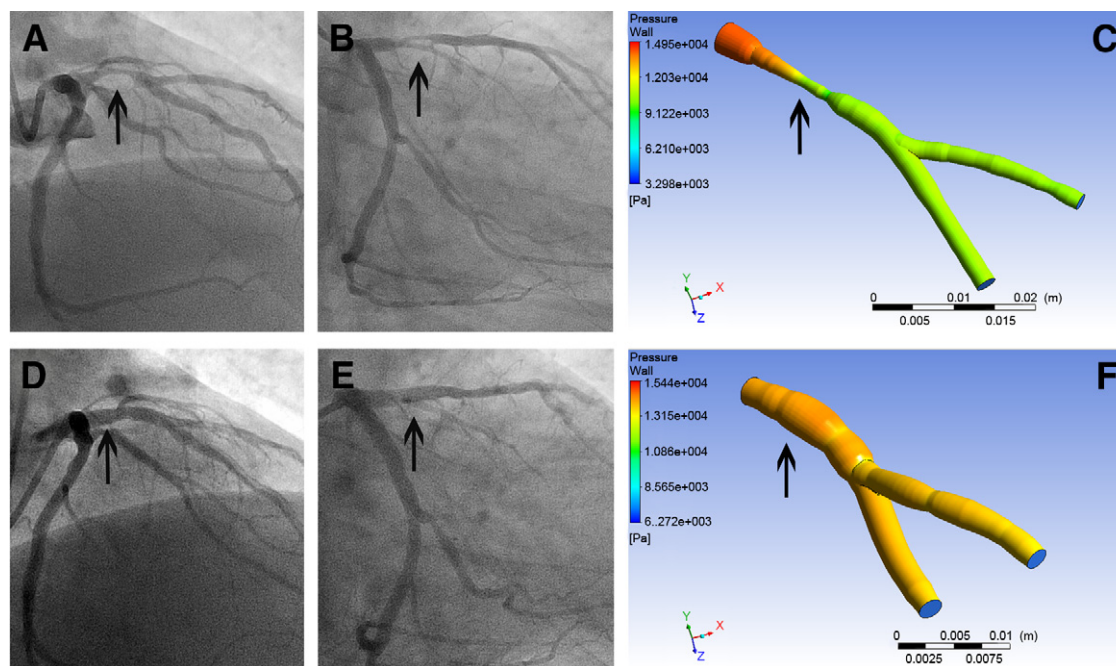 A
B
C
Pressure
Wall
1.495e+004
1.203e+004
9.122e+003
6.210e+003
3.298e+003
[Pa]
Y
X
Z
0 0.01 0.02 (m)
0.005 0.015
D
E
F
Pressure
Wall
1.544e+004
1.315e+004
1.086e+004
8.565e+003
6..272e+003
[Pa]
Y
X
Z
0 0.005 0.01 (m)
0.0025 0.0075